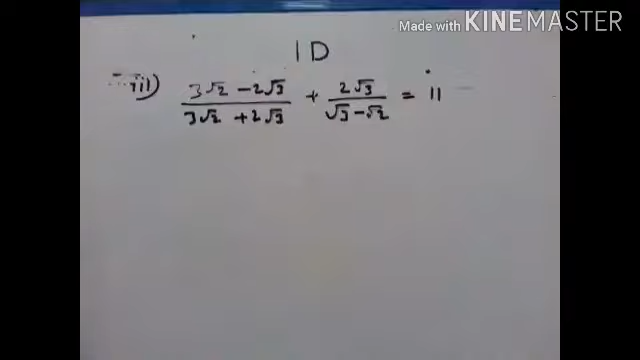 Made with KINEMASTER
1D
iii) 3√2 - 2√3 / 3√2 + 2√3 + 2√3 / √3 - √2 = 11